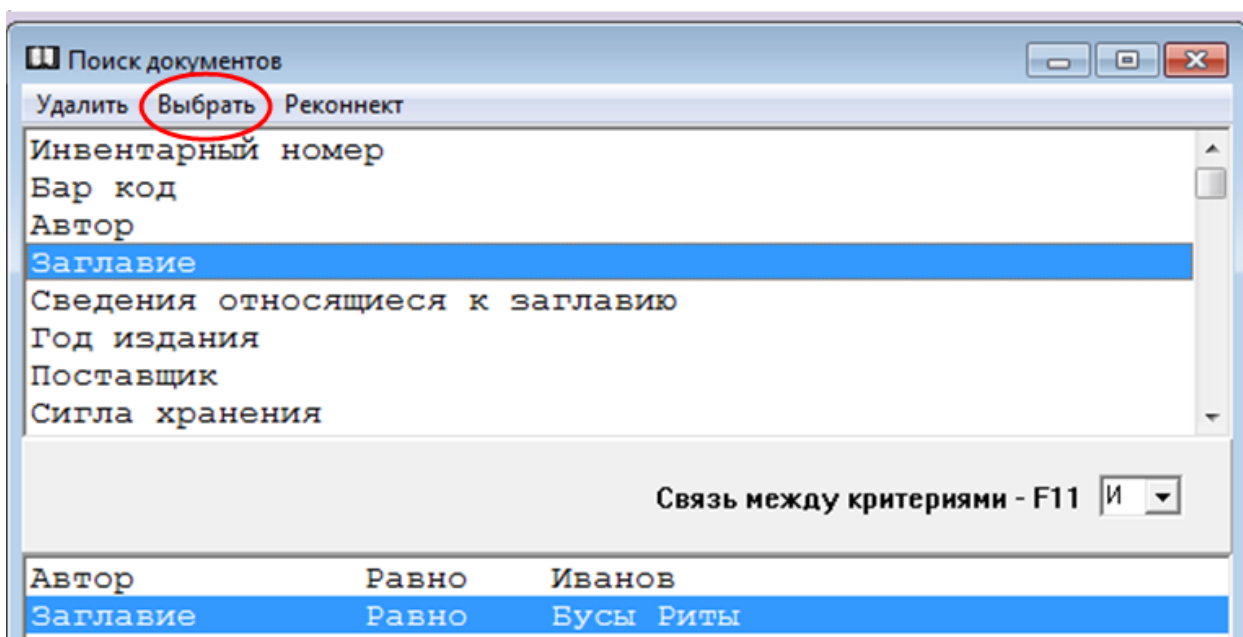 Поиск документов
Удалить Выбрать Реконнект
Инвентарный номер
Бар код
Автор
Заглавие
Сведения относящиеся к заглавию
Год издания
Поставщик
Сигла хранения
Связь между критериями - F11 И
Автор Равно Иванов
Заглавие Равно Бусы Риты